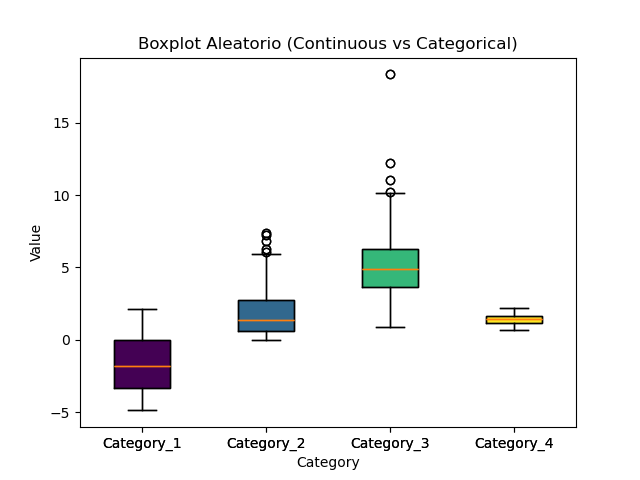 Boxplot Aleatorio (Continuous vs Categorical)
Value
15
10
5
0
−5
Category_1 Category_2 Category_3 Category_4
Category